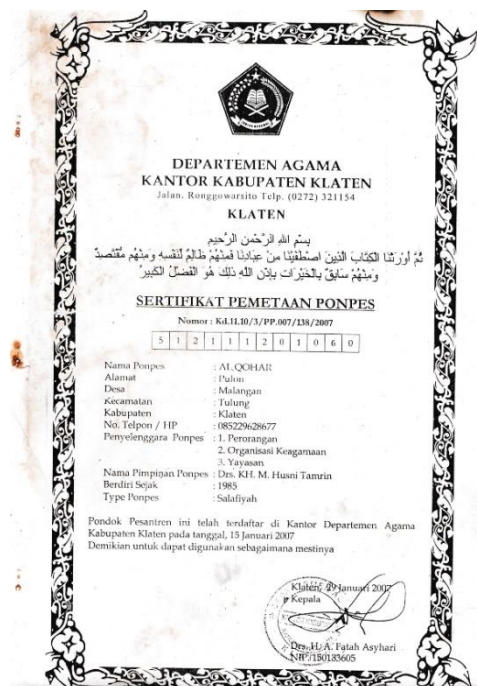 DEPARTEMEN AGAMA
KANTOR KABUPATEN KLATEN
Jalan. Ronggowarsito Telp. (0272) 321154
KLATEN
بِسْمِ اللهِ الرَّحْمنِ الرَّحِيمِ
ثُمَّ أَوْرَثْنَا الْكِتَابَ الَّذِينَ اصْطَفَيْنَا مِنْ عِبَادِنَا فَمِنْهُمْ ظَالِمٌ لِّنَفْسِهِ وَمِنْهُم مُّقْتَصِدٌ
وَمِنْهُمْ سَابِقٌ بِالْخَيْرَاتِ بِإِذْنِ اللَّهِ ذَلِكَ هُوَ الْفَضْلُ الْكَبِيرُ
SERTIFIKAT PEMETAAN PONPES
Nomor : Kd.11.10/3/PP.007/138/2007
5 1 2 1 1 1 2 0 1 0 6 0
Nama Ponpes : AL QOHAR
Alamat : Pulon
Desa : Malangan
Kecamatan : Tulung
Kabupaten : Klaten
No. Telpon / HP : 085229628677
Penyelenggara Ponpes : 1. Perorangan
2. Organisasi Keagamaan
3. Yayasan
Nama Pimpinan Ponpes : Drs. KH. M. Husni Tamrin
Berdiri Sejak : 1985
Type Ponpes : Salafiyah
Pondok Pesantren ini telah terdaftar di Kantor Departemen Agama
Kabupaten Klaten pada tanggal, 15 Januari 2007
Demikian untuk dapat digunakan sebagaimana mestinya
Klaten, 29 Januari 2007
Kepala
Drs. H. A. Fatah Asyhari
NIP. 150133605